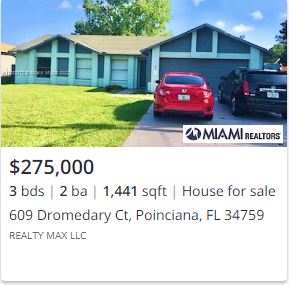 MIAMI REALTORS®
$275,000
3 bds | 2 ba | 1,441 sqft | House for sale
609 Dromedary Ct, Poinciana, FL 34759
REALTY MAX LLC